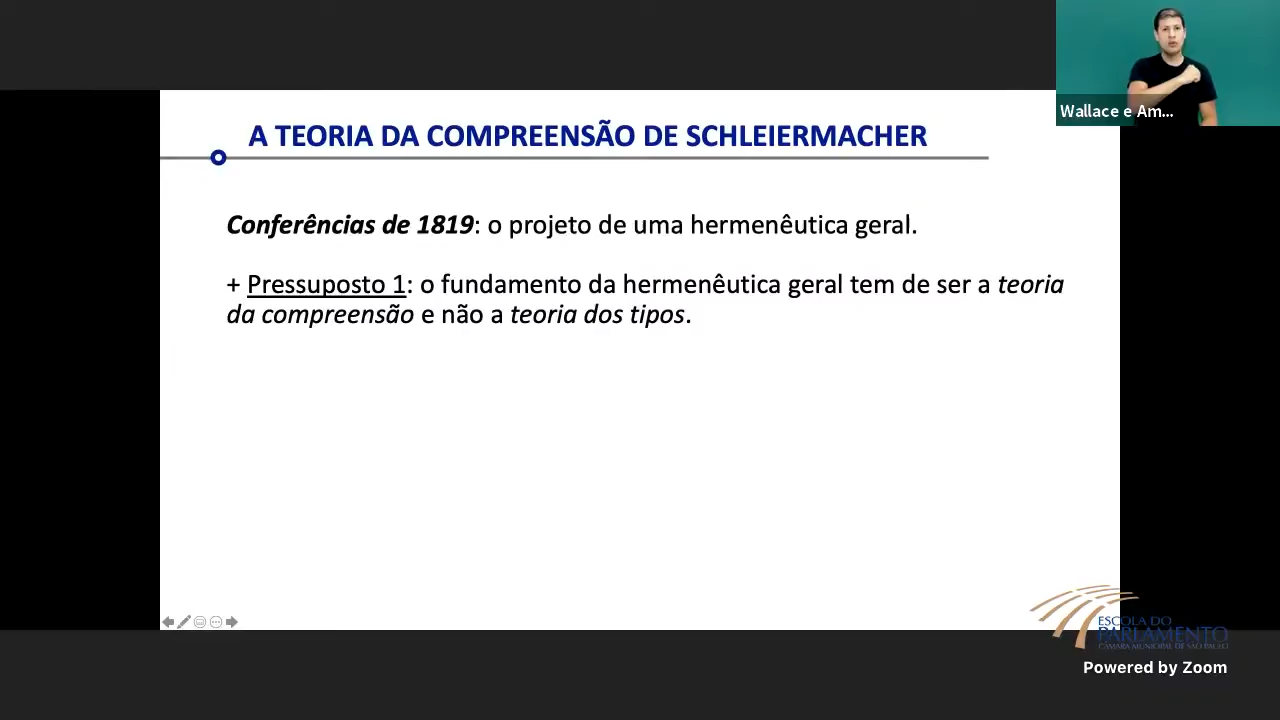 Wallace e Am...
A TEORIA DA COMPREENSÃO DE SCHLEIERMACHER
Conferências de 1819: o projeto de uma hermenêutica geral.
+ Pressuposto 1: o fundamento da hermenêutica geral tem de ser a teoria
da compreensão e não a teoria dos tipos.
ESCOLA DO
PARLAMENTO
CÂMARA MUNICIPAL DE SÃO PAULO
Powered by Zoom